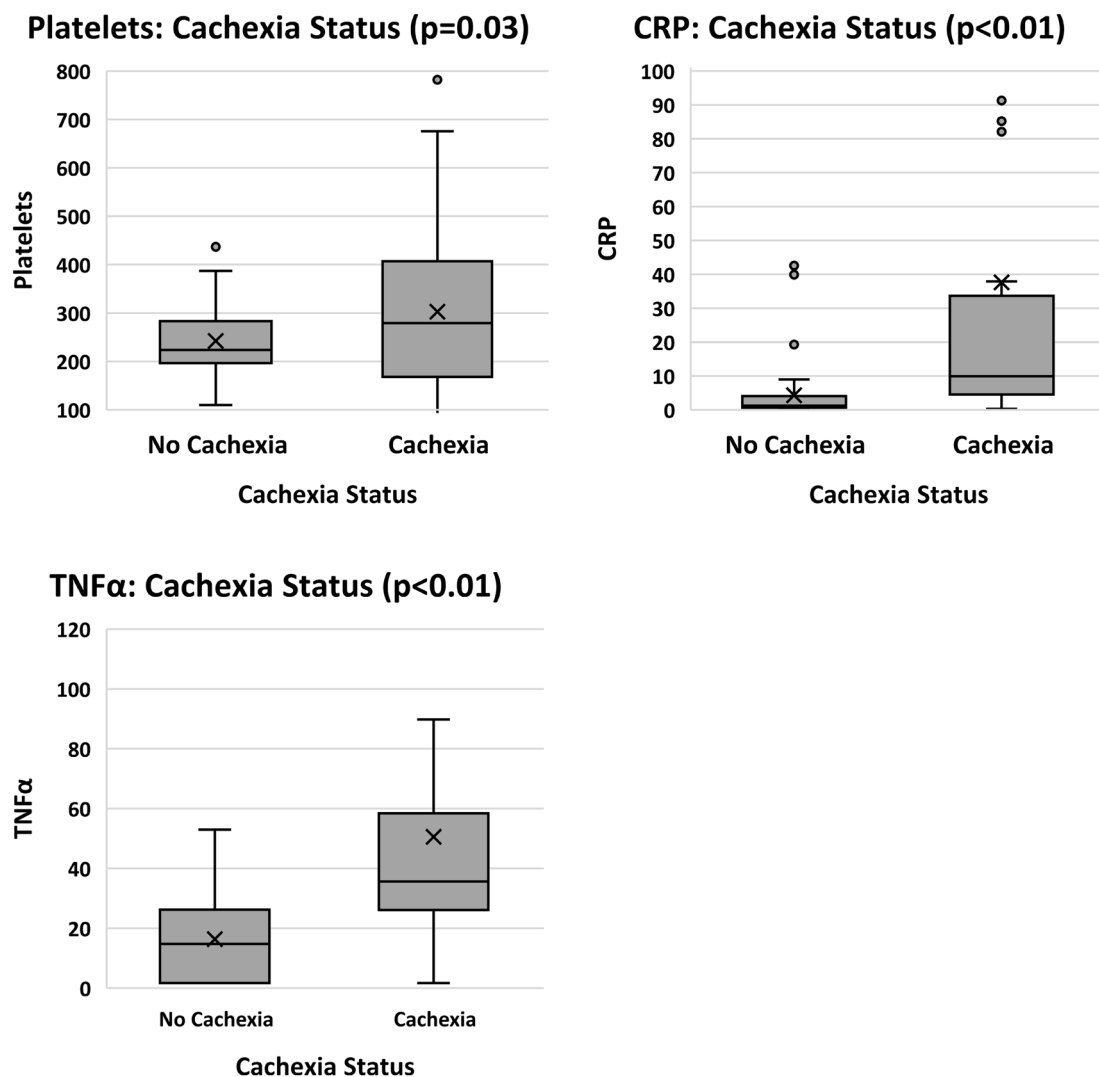 Platelets: Cachexia Status (p=0.03)
800
700
600
500
400
300
200
100
Platelets
No Cachexia
Cachexia
Cachexia Status
CRP: Cachexia Status (p<0.01)
100
90
80
70
60
50
40
30
20
10
0
CRP
No Cachexia
Cachexia
Cachexia Status
TNFα: Cachexia Status (p<0.01)
120
100
80
60
40
20
0
TNFα
No Cachexia
Cachexia
Cachexia Status